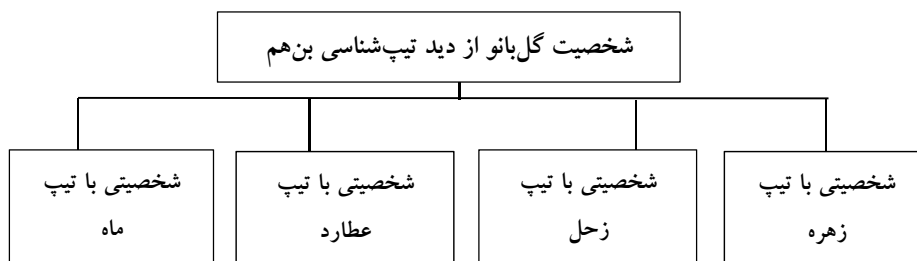 شخصیت گل‌بانو از دید تیپ‌شناسی بن‌هم
شخصیتی با تیپ
زهره
شخصیتی با تیپ
زحل
شخصیتی با تیپ
عطارد
شخصیتی با تیپ
ماه